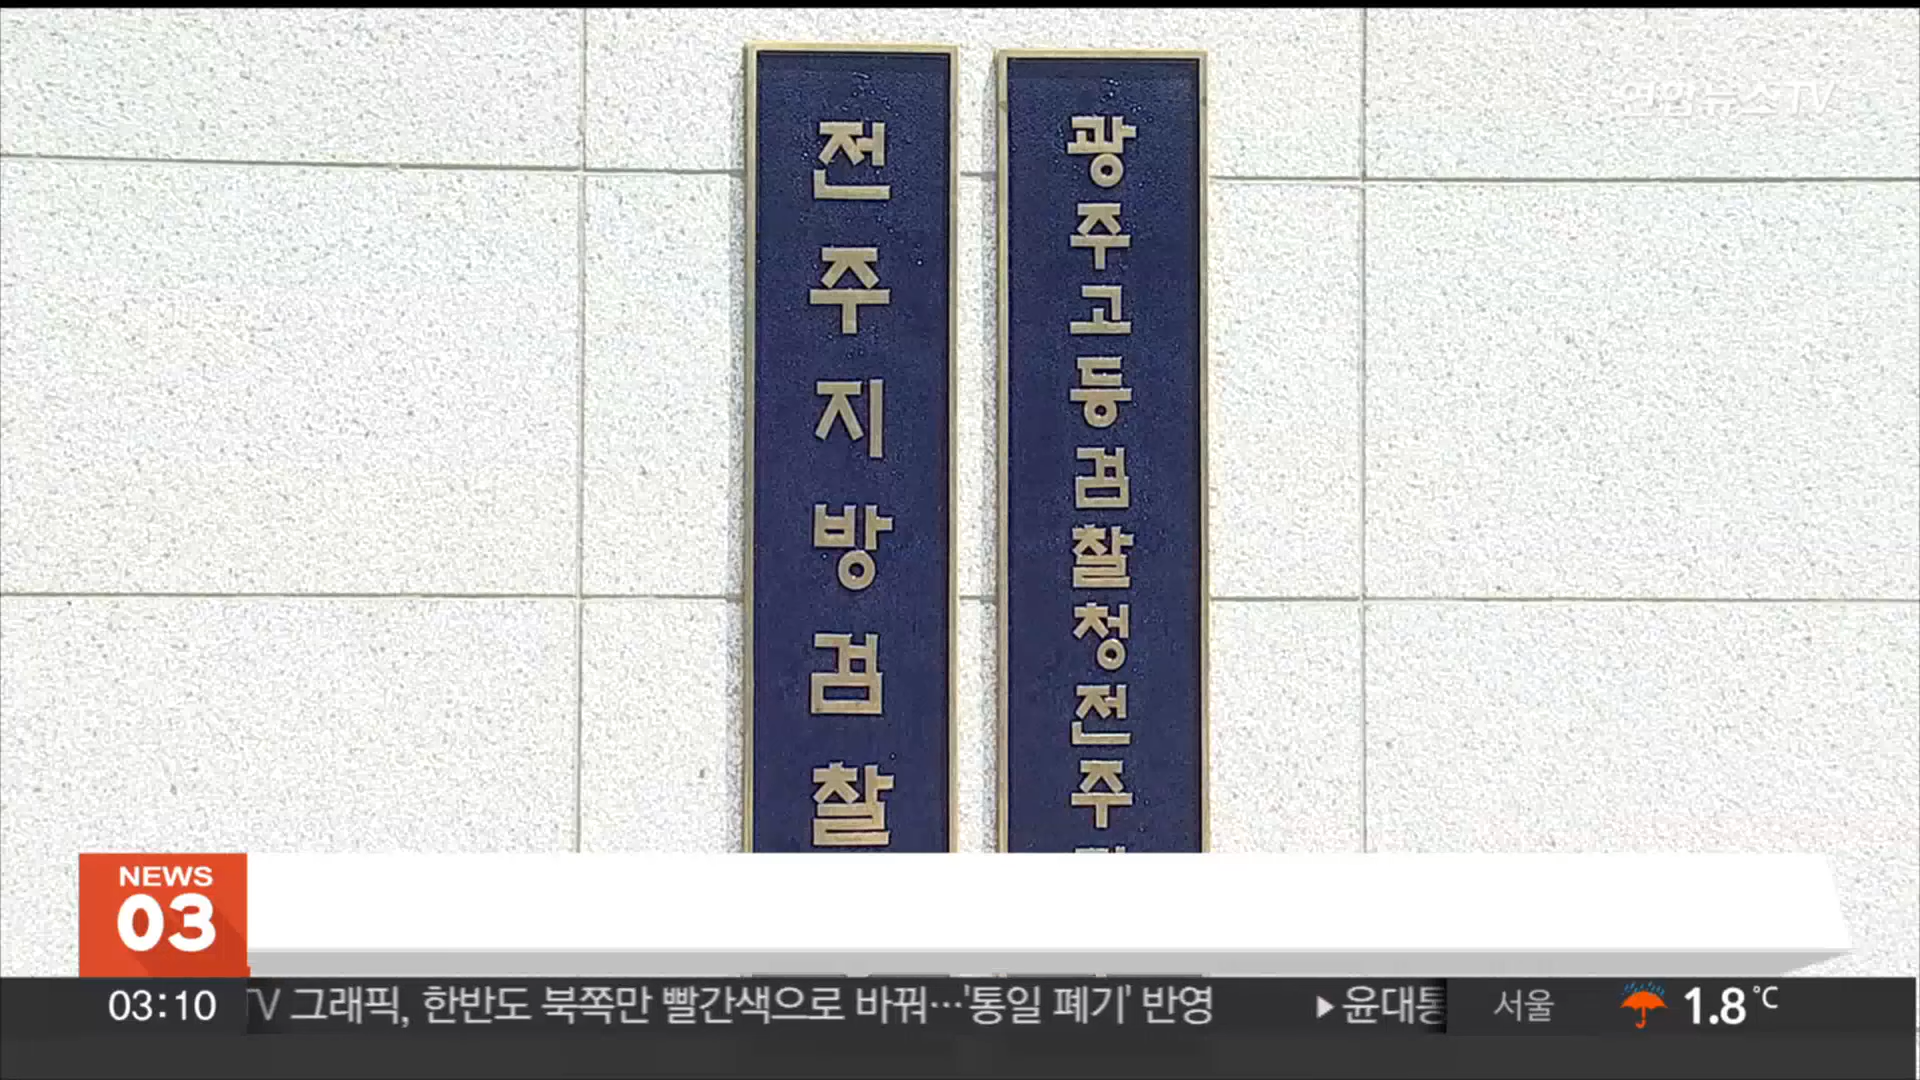 연합뉴스TV
전주지방검찰
광주고등검찰청전주
NEWS
03
03:10
TV 그래픽, 한반도 북쪽만 빨간색으로 바꿔…'통일 폐기' 반영
▶윤대통
서울
1.8℃